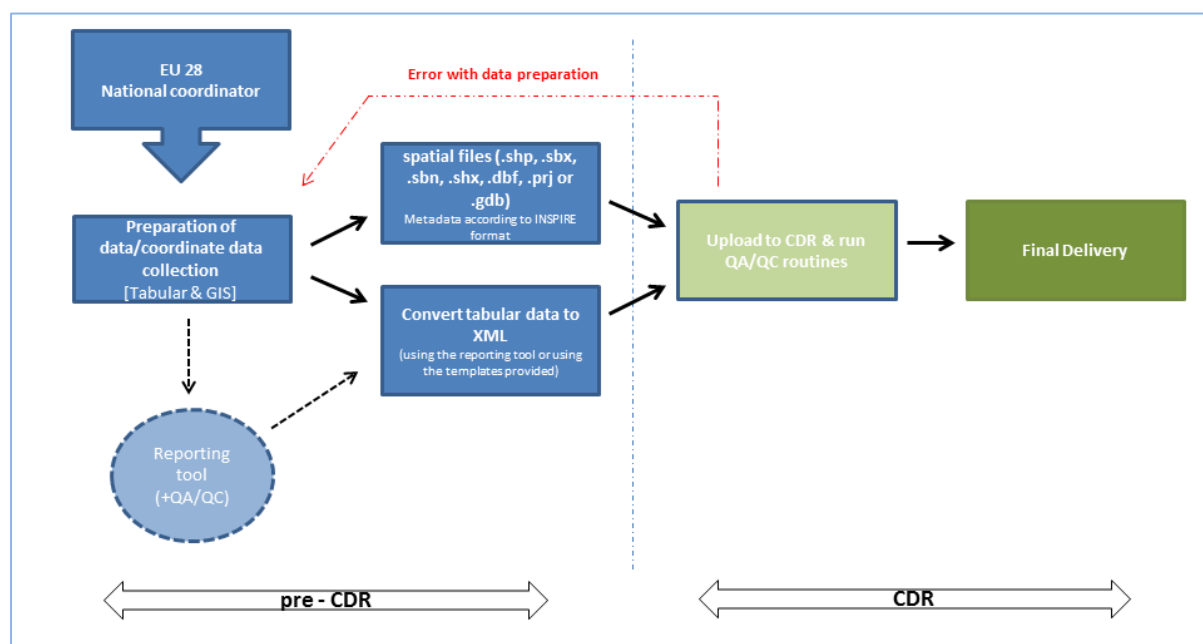 EU 28
National coordinator
Error with data preparation
spatial files (.shp, .sbx,
.sbn, .shx, .dbf, .prj or
.gdb)
Metadata according to INSPIRE
format
Preparation of
data/coordinate data
collection
[Tabular & GIS]
Upload to CDR & run
QA/QC routines
Final Delivery
Convert tabular data to
XML
(using the reporting tool or using
the templates provided)
Reporting
tool
(+QA/QC)
pre - CDR
CDR